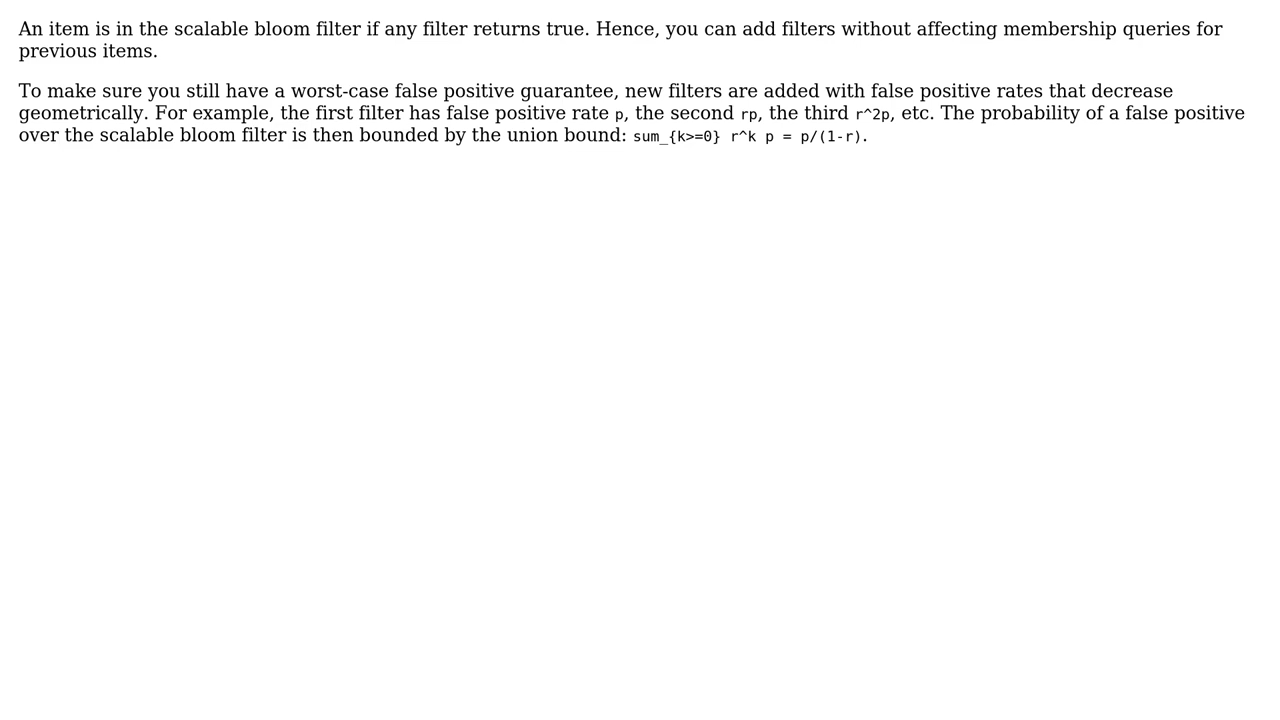 An item is in the scalable bloom filter if any filter returns true. Hence, you can add filters without affecting membership queries for
previous items.
To make sure you still have a worst-case false positive guarantee, new filters are added with false positive rates that decrease
geometrically. For example, the first filter has false positive rate p, the second rp, the third r^2p, etc. The probability of a false positive
over the scalable bloom filter is then bounded by the union bound: sum_{k>=0} r^k p = p/(1-r).